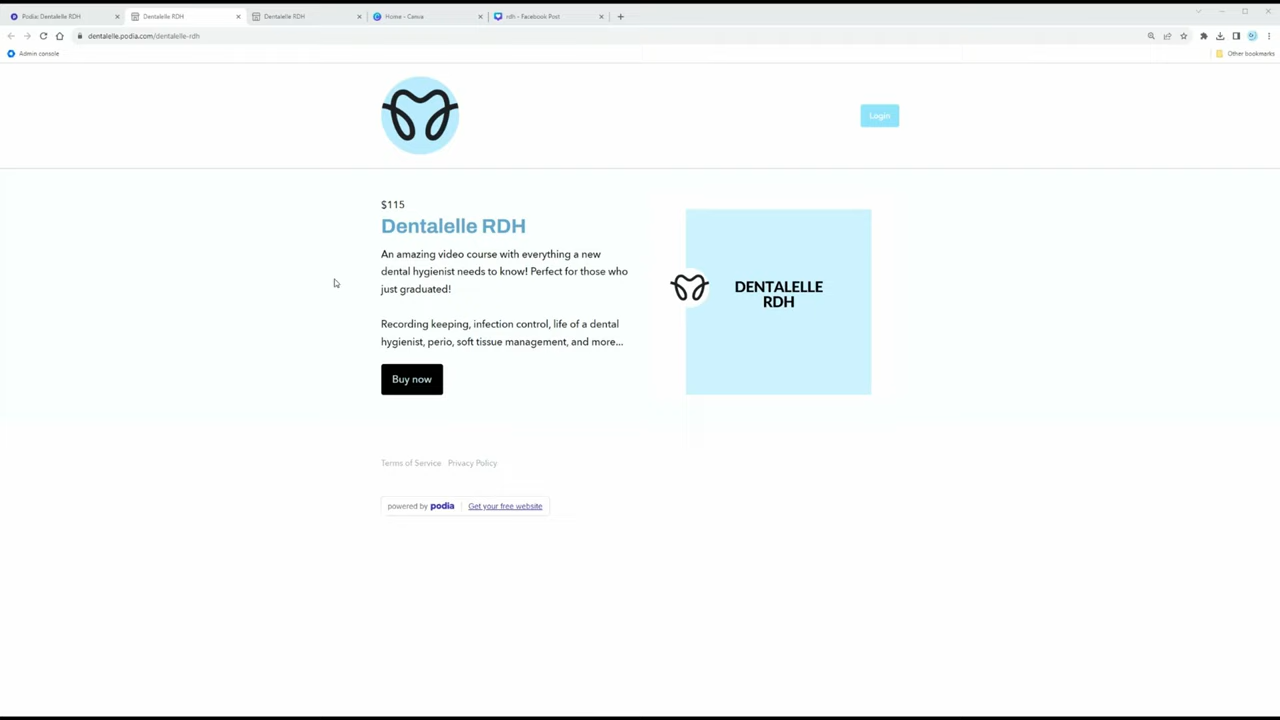 Podia: Dentalelle RDH
Dentalelle RDH
Dentalelle RDH
Home - Canva
rdh - Facebook Post
dentalelle.podia.com/dentalelle-rdh
Admin console
Other bookmarks
Login
$115
Dentalelle RDH
An amazing video course with everything a new
dental hygienist needs to know! Perfect for those who
just graduated!
Recording keeping, infection control, life of a dental
hygienist, perio, soft tissue management, and more...
Buy now
DENTALELLE
RDH
Terms of Service Privacy Policy
powered by podia Get your free website